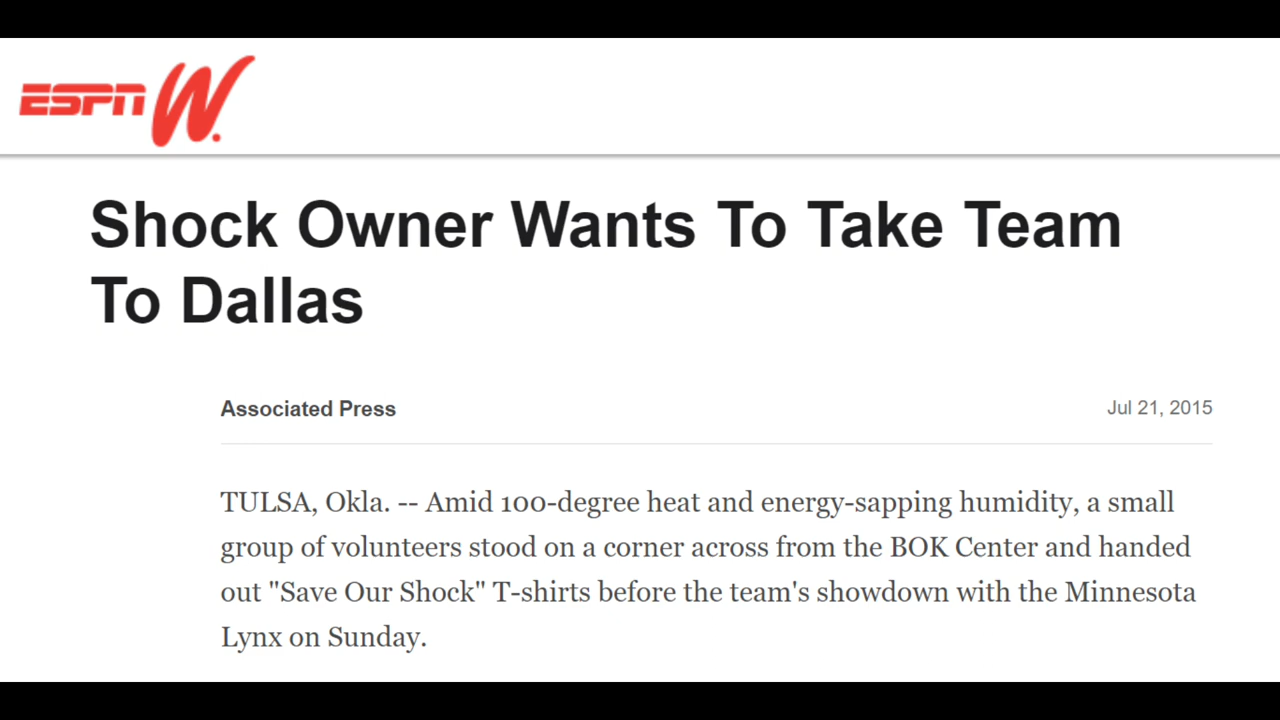 ESPN W.
Shock Owner Wants To Take Team
To Dallas
Associated Press
Jul 21, 2015
TULSA, Okla. -- Amid 100-degree heat and energy-sapping humidity, a small
group of volunteers stood on a corner across from the BOK Center and handed
out "Save Our Shock" T-shirts before the team's showdown with the Minnesota
Lynx on Sunday.